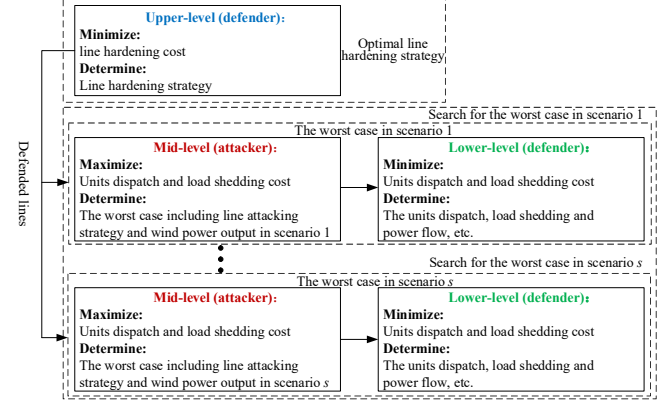 Upper-level (defender):
Minimize:
line hardening cost
Determine:
Line hardening strategy
Optimal line
hardening strategy
Defended lines
Search for the worst case in scenario 1
The worst case in scenario 1
Mid-level (attacker):
Maximize:
Units dispatch and load shedding cost
Determine:
The worst case including line attacking
strategy and wind power output in scenario 1
Lower-level (defender):
Minimize:
Units dispatch and load shedding cost
Determine:
The units dispatch, load shedding and
power flow, etc.
Search for the worst case in scenario s
The worst case in scenario s
Mid-level (attacker):
Maximize:
Units dispatch and load shedding cost
Determine:
The worst case including line attacking
strategy and wind power output in scenario s
Lower-level (defender):
Minimize:
Units dispatch and load shedding cost
Determine:
The units dispatch, load shedding and
power flow, etc.